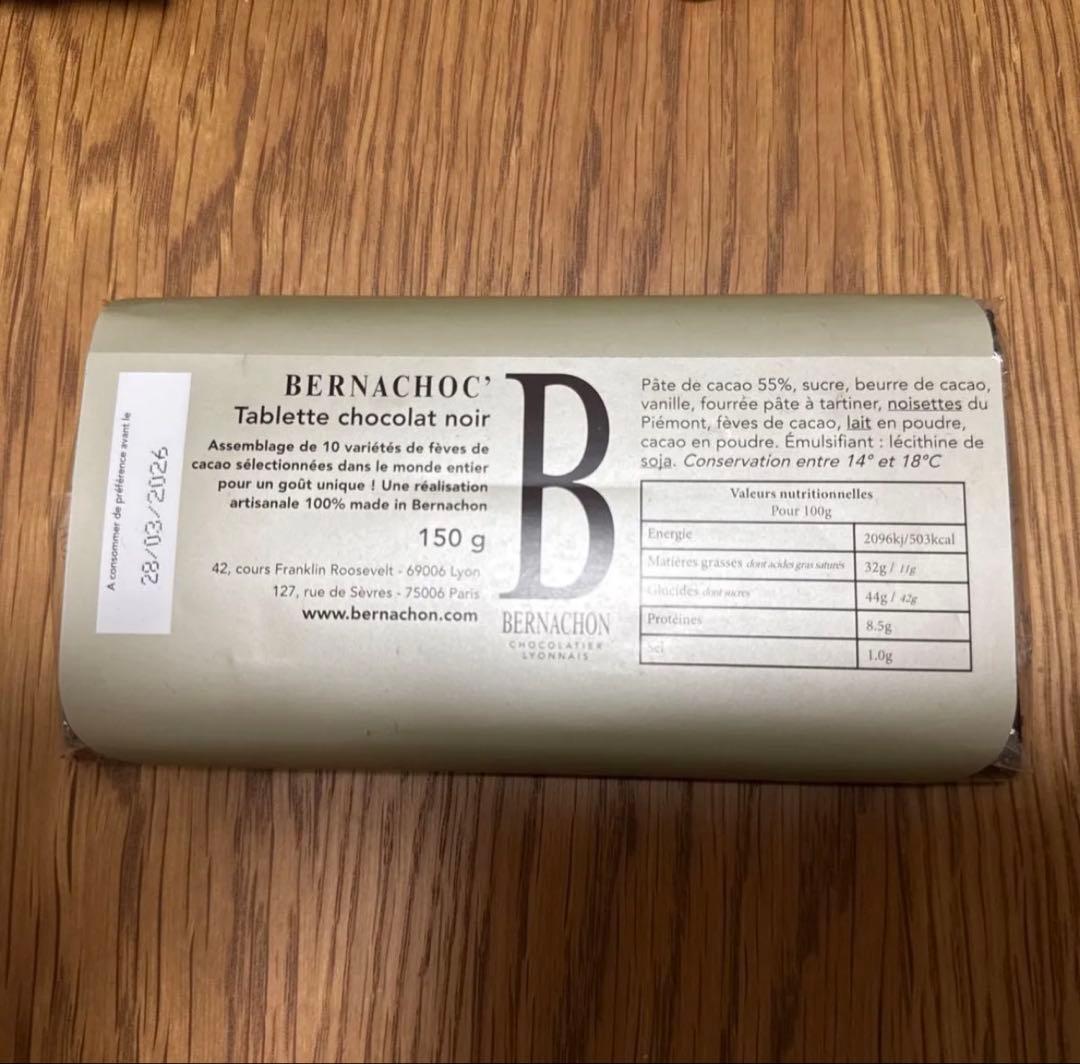 A consommer de préférence avant le
28/03/2026
BERNACHOC'
Tablette chocolat noir
Assemblage de 10 variétés de fèves de
cacao sélectionnées dans le monde entier
pour un goût unique ! Une réalisation
artisanale 100% made in Bernachon
150 g
42, cours Franklin Roosevelt - 69006 Lyon
127, rue de Sèvres - 75006 Paris
www.bernachon.com
B
BERNACHON
CHOCOLATIER
LYONNAIS
Pâte de cacao 55%, sucre, beurre de cacao,
vanille, fourrée pâte à tartiner, noisettes du
Piémont, fèves de cacao, lait en poudre,
cacao en poudre. Émulsifiant : lécithine de
soja. Conservation entre 14° et 18°C
Valeurs nutritionnelles
Pour 100g
Energie 2096kj/503kcal
Matières grasses dont acides gras saturés 32g / 11g
Glucides dont sucres 44g / 42g
Protéines 8.5g
Sel 1.0g